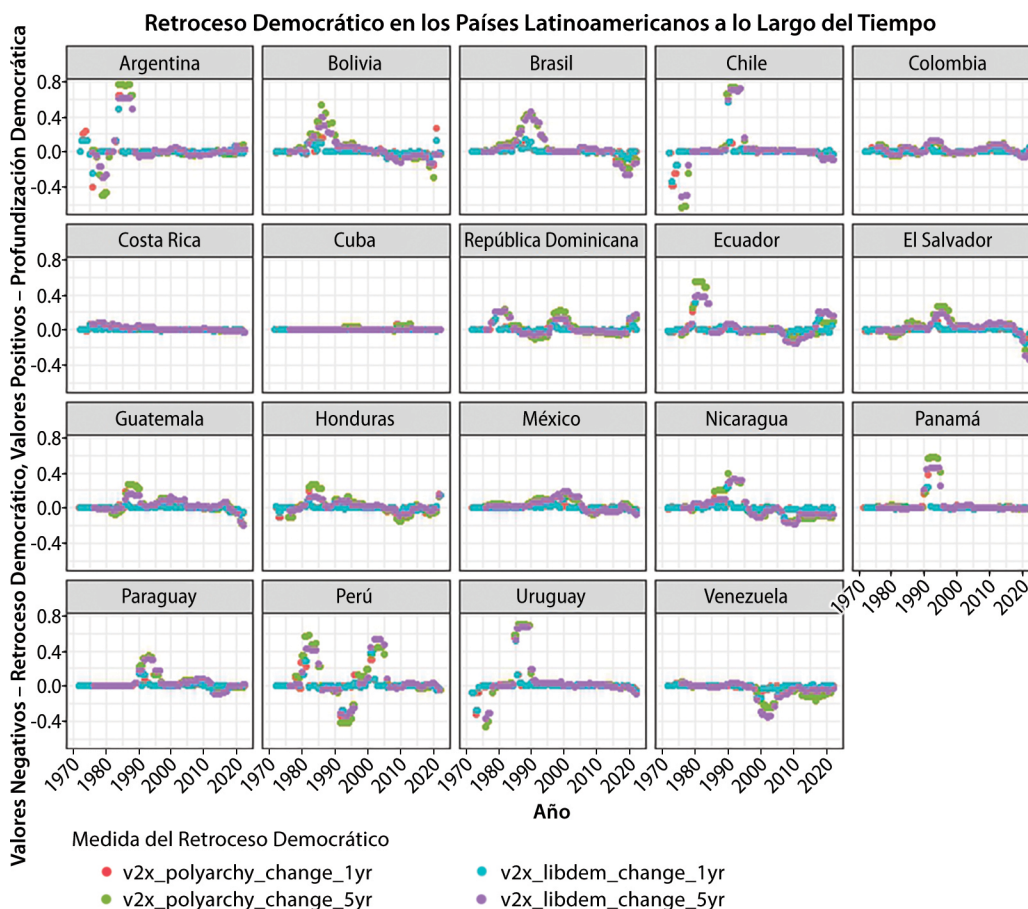 Retroceso Democrático en los Países Latinoamericanos a lo Largo del Tiempo
Valores Negativos – Retroceso Democrático, Valores Positivos – Profundización Democrática
Argentina Bolivia Brasil Chile Colombia
0.8
0.4
0.0
-0.4
Costa Rica Cuba República Dominicana Ecuador El Salvador
0.8
0.4
0.0
-0.4
Guatemala Honduras México Nicaragua Panamá
0.8
0.4
0.0
-0.4
1970 1980 1990 2000 2010 2020
Paraguay Perú Uruguay Venezuela
0.8
0.4
0.0
-0.4
1970 1980 1990 2000 2010 2020 1970 1980 1990 2000 2010 2020 1970 1980 1990 2000 2010 2020 1970 1980 1990 2000 2010 2020
Año
Medida del Retroceso Democrático
v2x_polyarchy_change_1yr v2x_libdem_change_1yr
v2x_polyarchy_change_5yr v2x_libdem_change_5yr